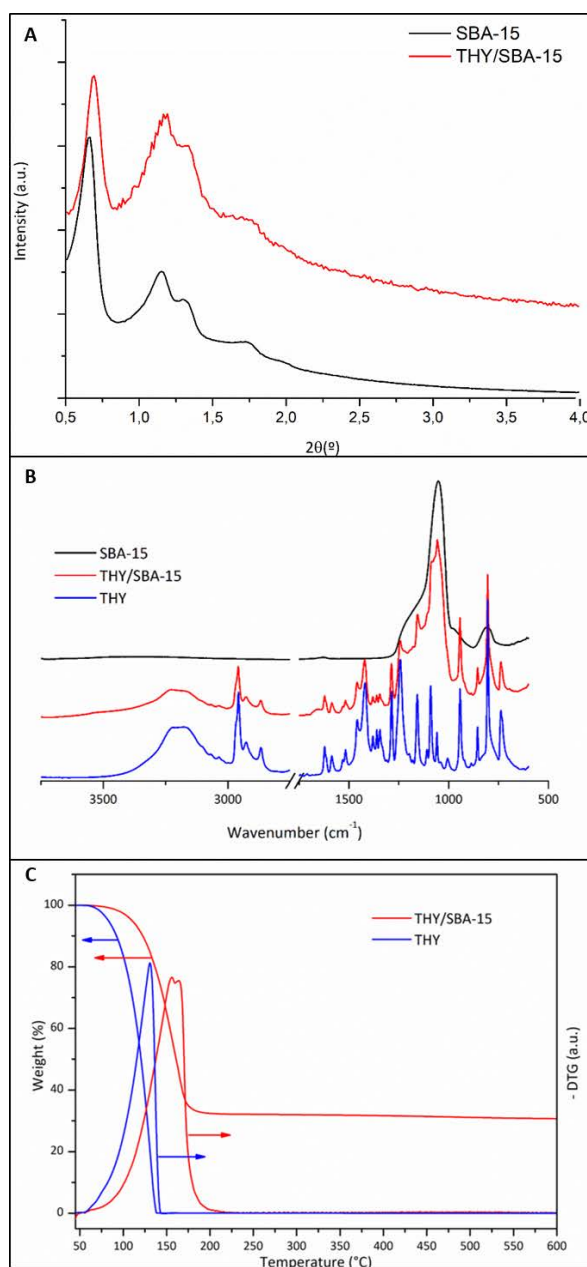 A
SBA-15
THY/SBA-15
Intensity (a.u.)
0,5 1,0 1,5 2,0 2,5 3,0 3,5 4,0
2θ(º)
B
SBA-15
THY/SBA-15
THY
3500 3000 1500 1000 500
Wavenumber (cm⁻¹)
C
THY/SBA-15
THY
100
80
60
40
20
0
Weight (%)
- DTG (a.u.)
50 100 150 200 250 300 350 400 450 500 550 600
Temperature (°C)